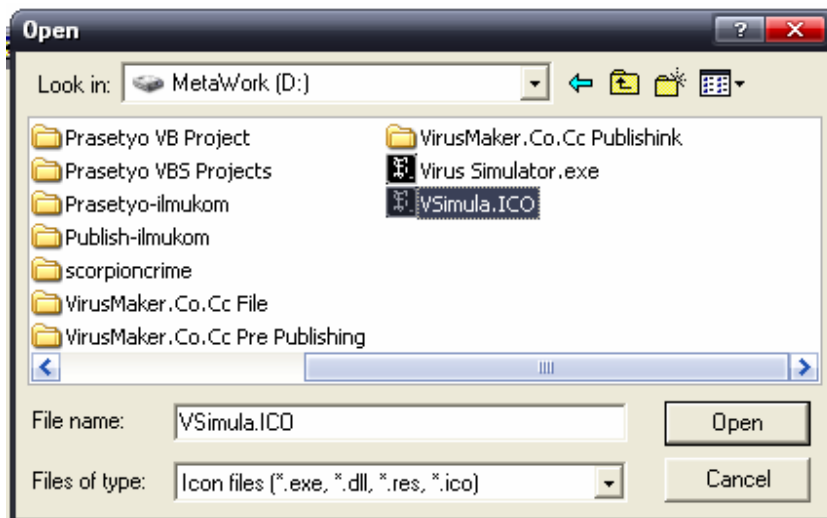 Open
Look in: MetaWork (D:)
Prasetyo VB Project
Prasetyo VBS Projects
Prasetyo-ilmukom
Publish-ilmukom
scorpioncrime
VirusMaker.Co.Cc File
VirusMaker.Co.Cc Pre Publishing
VirusMaker.Co.Cc Publishink
Virus Simulator.exe
VSimula.ICO
File name: VSimula.ICO Open
Files of type: Icon files (*.exe, *.dll, *.res, *.ico) Cancel